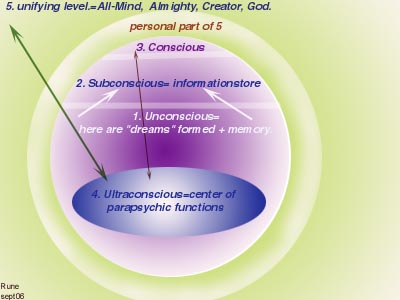 5. unifying level.=All-Mind, Almighty, Creator, God.
personal part of 5
3. Conscious
2. Subconscious= informationstore
1. Unconscious=
here are "dreams" formed + memory.
4. Ultraconscious=center of
parapsychic functions
Rune
sept06